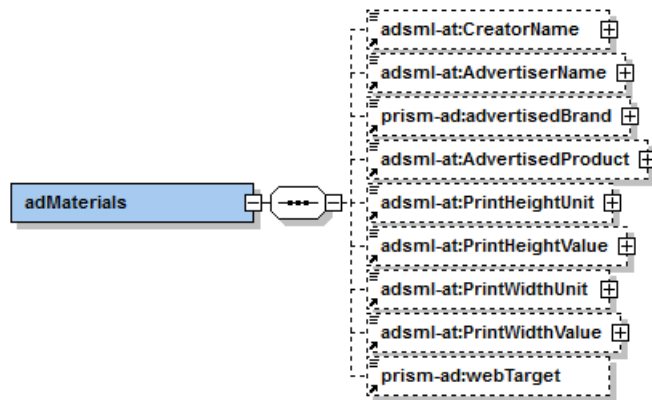 adsml-at:CreatorName
adsml-at:AdvertiserName
prism-ad:advertisedBrand
adsml-at:AdvertisedProduct
adMaterials
adsml-at:PrintHeightUnit
adsml-at:PrintHeightValue
adsml-at:PrintWidthUnit
adsml-at:PrintWidthValue
prism-ad:webTarget